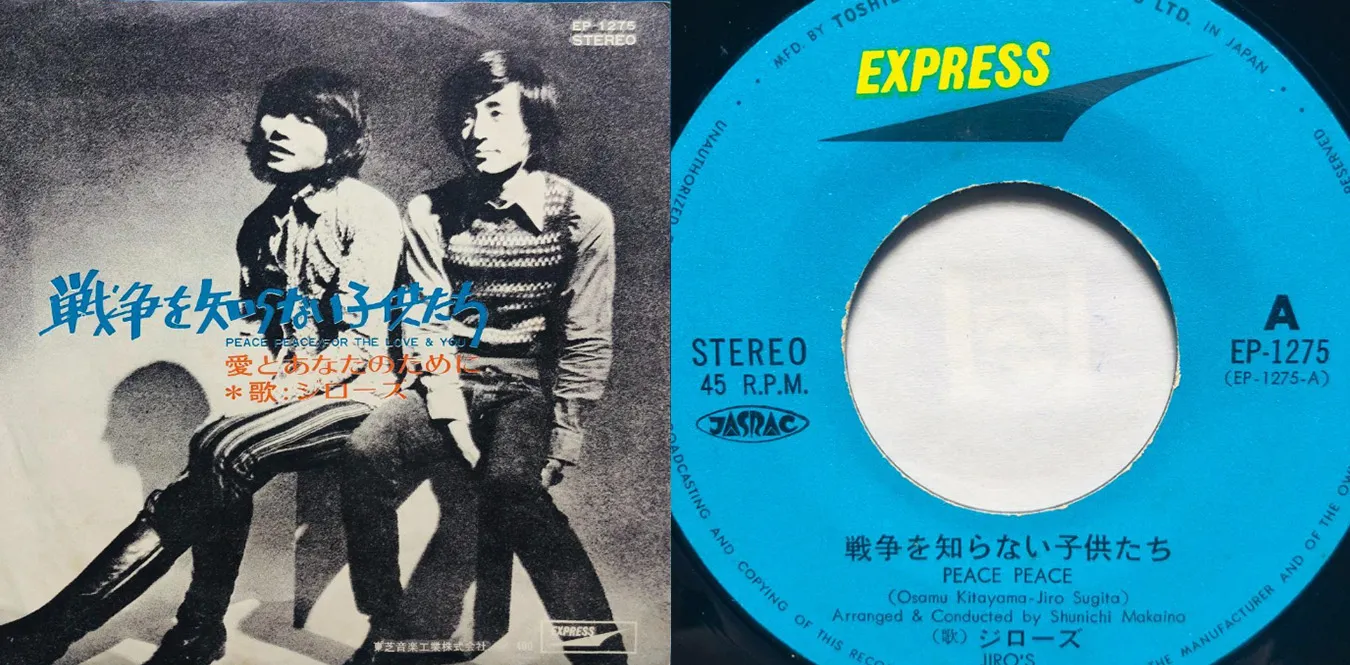 EP-1275
STEREO
戦争を知らない子供たち
PEACE PEACE/FOR THE LOVE & YOU
愛とあなたのために
*歌:ジローズ
東芝音楽工業株式会社
400
EXPRESS
MFD. BY TOSHIB
S LTD. IN JAPAN
EXPRESS
UNAUTHORIZED
RESERVED
A
STEREO
EP-1275
45 R.P.M.
(EP-1275-A)
JASRAC
OADCASTING AND COPYING OF THIS RECO
THE MANUFACTURER AND OF THE OW
戦争を知らない子供たち
PEACE PEACE
(Osamu Kitayama-Jiro Sugita)
Arranged & Conducted by Shunichi Makaino
(歌) ジローズ
JIRO'S